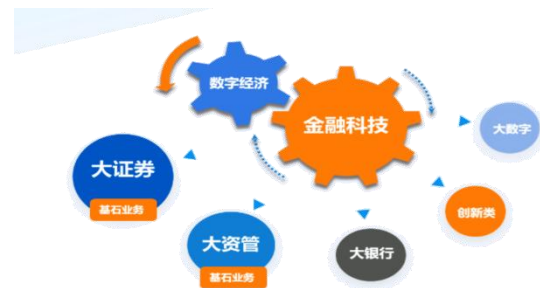 数字经济
金融科技
大数字
大证券
基石业务
创新类
大资管
基石业务
大银行